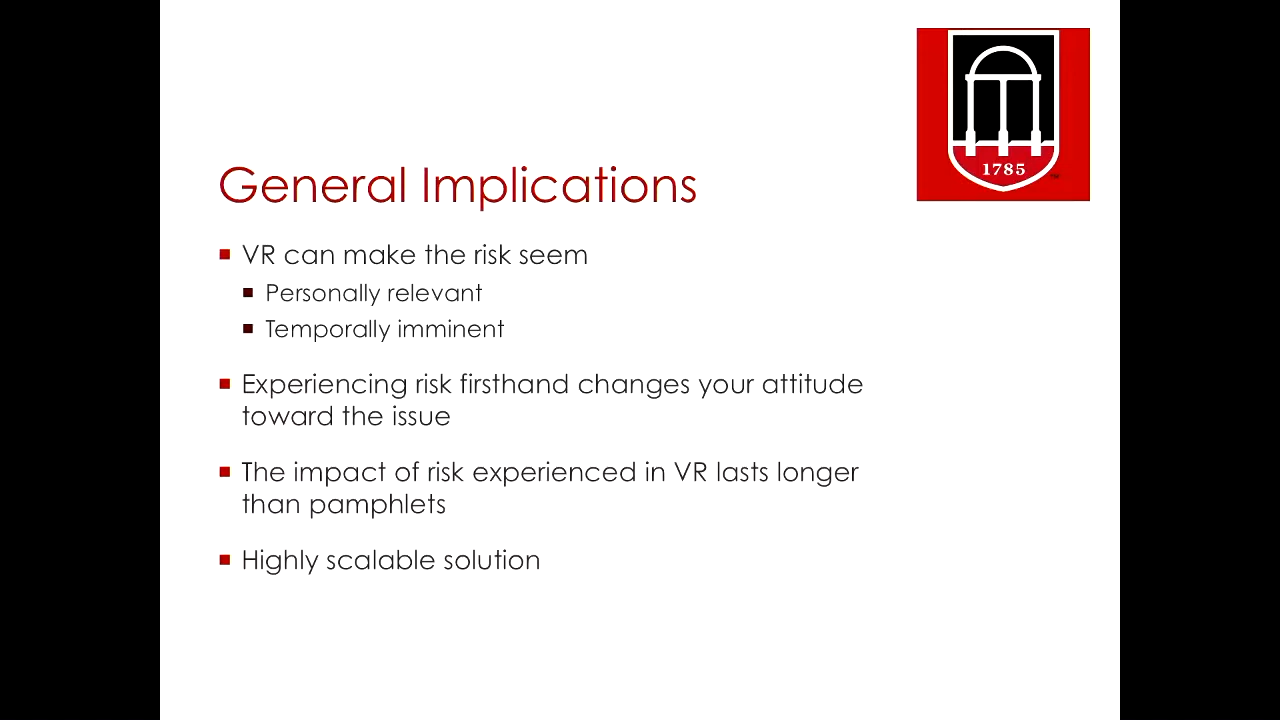 1785
General Implications
VR can make the risk seem
Personally relevant
Temporally imminent
Experiencing risk firsthand changes your attitude
toward the issue
The impact of risk experienced in VR lasts longer
than pamphlets
Highly scalable solution